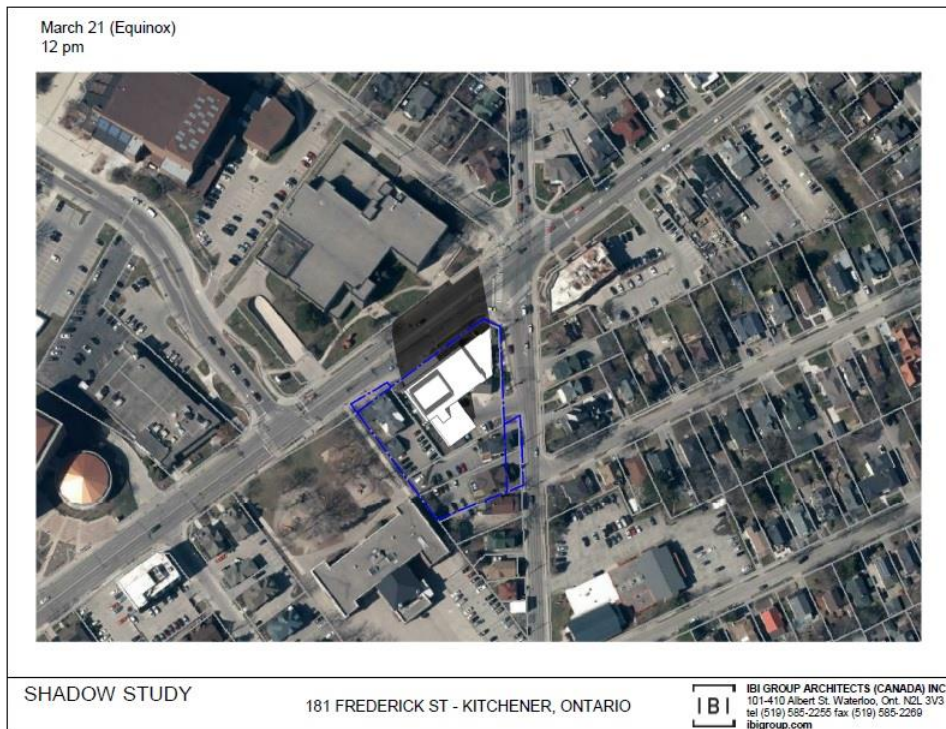 March 21 (Equinox)
12 pm
SHADOW STUDY
181 FREDERICK ST - KITCHENER, ONTARIO
IBI
IBI GROUP ARCHITECTS (CANADA) INC
101-410 Albert St. Waterloo, Ont. N2L 3V3
tel (519) 585-2255 fax (519) 585-2269
ibigroup.com